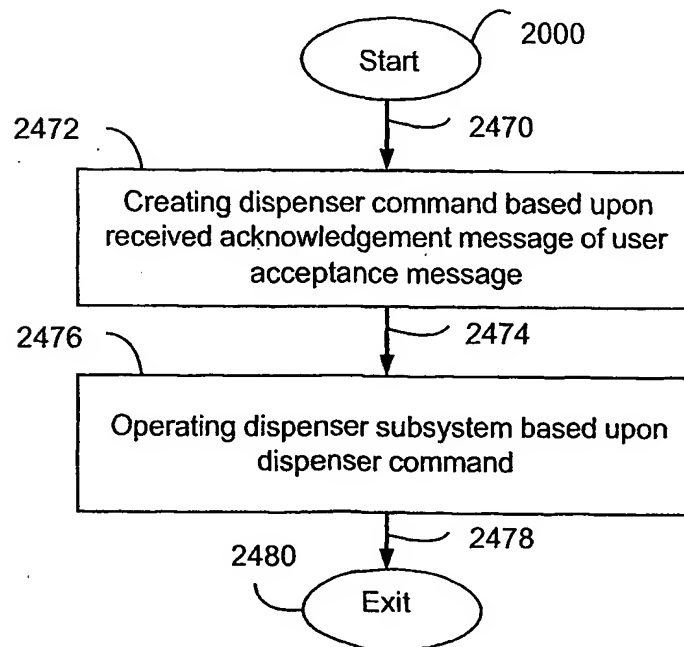 2000
Start
2470
2472
Creating dispenser command based upon
received acknowledgement message of user
acceptance message
2474
2476
Operating dispenser subsystem based upon
dispenser command
2478
2480
Exit